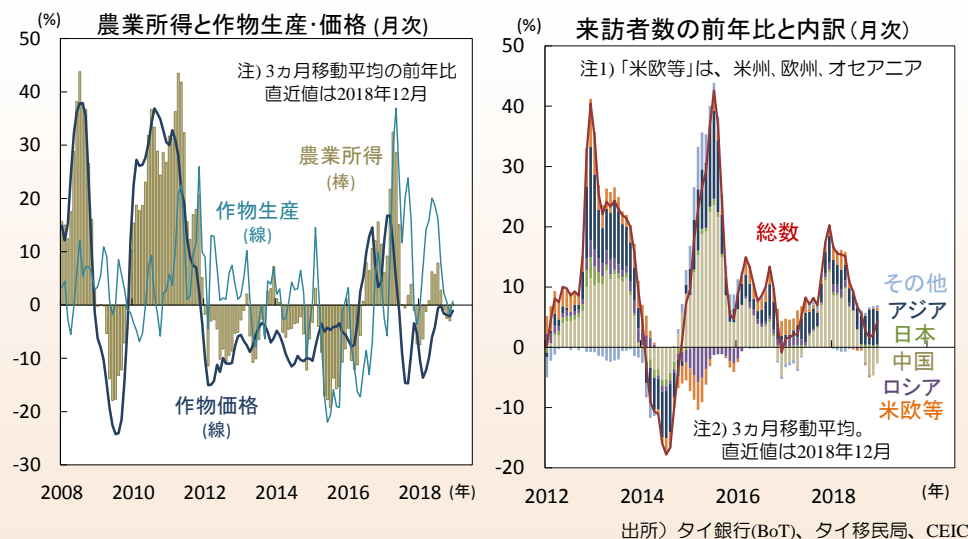 農業所得と作物生産･価格 (月次)
(%)
50
40
30
20
10
0
-10
-20
-30
注) 3ヵ月移動平均の前年比
直近値は2018年12月
農業所得
(棒)
作物生産
(線)
作物価格
(線)
2008 2010 2012 2014 2016 2018 (年)
来訪者数の前年比と内訳（月次）
(%)
50
40
30
20
10
0
-10
-20
注1) ｢米欧等｣は、米州､ 欧州､ オセアニア
総数
その他
アジア
日本
中国
ロシア
米欧等
注2) 3ヵ月移動平均。
直近値は2018年12月
2012 2014 2016 2018 (年)
出所）タイ銀行(BoT)、タイ移民局、CEIC